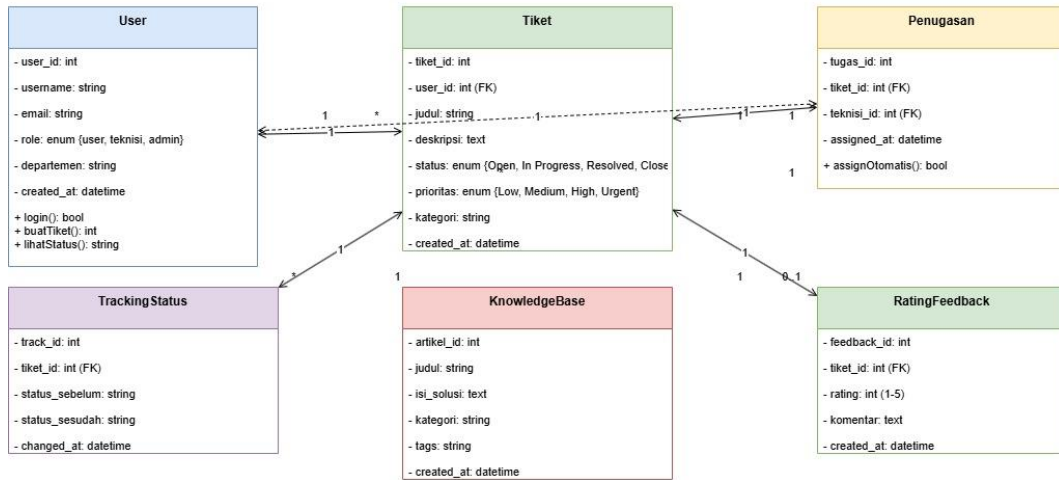 User
- user_id: int
- username: string
- email: string
- role: enum {user, teknisi, admin}
- departemen: string
- created_at: datetime
+ login(): bool
+ buatTiket(): int
+ lihatStatus(): string
Tiket
- tiket_id: int
- user_id: int (FK)
- judul: string
- deskripsi: text
- status: enum {Open, In Progress, Resolved, Close
- prioritas: enum {Low, Medium, High, Urgent}
- kategori: string
- created_at: datetime
Penugasan
- tugas_id: int
- tiket_id: int (FK)
- teknisi_id: int (FK)
- assigned_at: datetime
+ assignOtomatis(): bool
1
*
1
1
1
1
1
1
1
*
1
1
1
0..1
TrackingStatus
- track_id: int
- tiket_id: int (FK)
- status_sebelum: string
- status_sesudah: string
- changed_at: datetime
KnowledgeBase
- artikel_id: int
- judul: string
- isi_solusi: text
- kategori: string
- tags: string
- created_at: datetime
RatingFeedback
- feedback_id: int
- tiket_id: int (FK)
- rating: int (1-5)
- komentar: text
- created_at: datetime